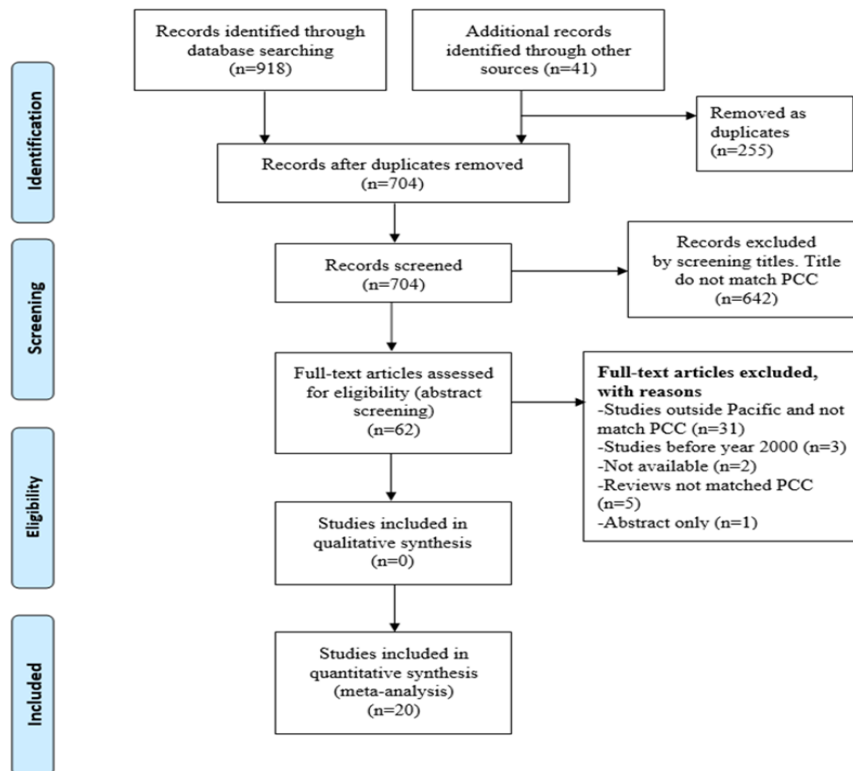 Records identified through
database searching
(n=918)
Additional records
identified through other
sources (n=41)
Removed as
duplicates
(n=255)
Identification
Records after duplicates removed
(n=704)
Records screened
(n=704)
Records excluded
by screening titles. Title
do not match PCC
(n=642)
Screening
Full-text articles assessed
for eligibility (abstract
screening)
(n=62)
Full-text articles excluded,
with reasons
-Studies outside Pacific and not
match PCC (n=31)
-Studies before year 2000 (n=3)
-Not available (n=2)
-Reviews not matched PCC
(n=5)
-Abstract only (n=1)
Eligibility
Studies included in
qualitative synthesis
(n=0)
Included
Studies included in
quantitative synthesis
(meta-analysis)
(n=20)